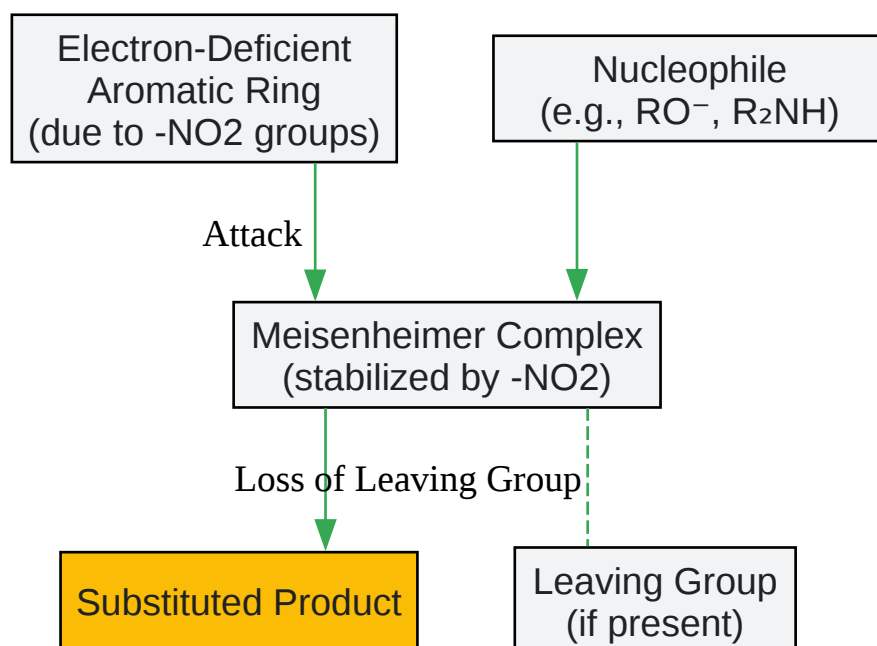 Electron-Deficient
Aromatic Ring
(due to -NO2 groups)
Nucleophile
(e.g., RO⁻, R₂NH)
Attack
Meisenheimer Complex
(stabilized by -NO2)
Loss of Leaving Group
Substituted Product
Leaving Group
(if present)